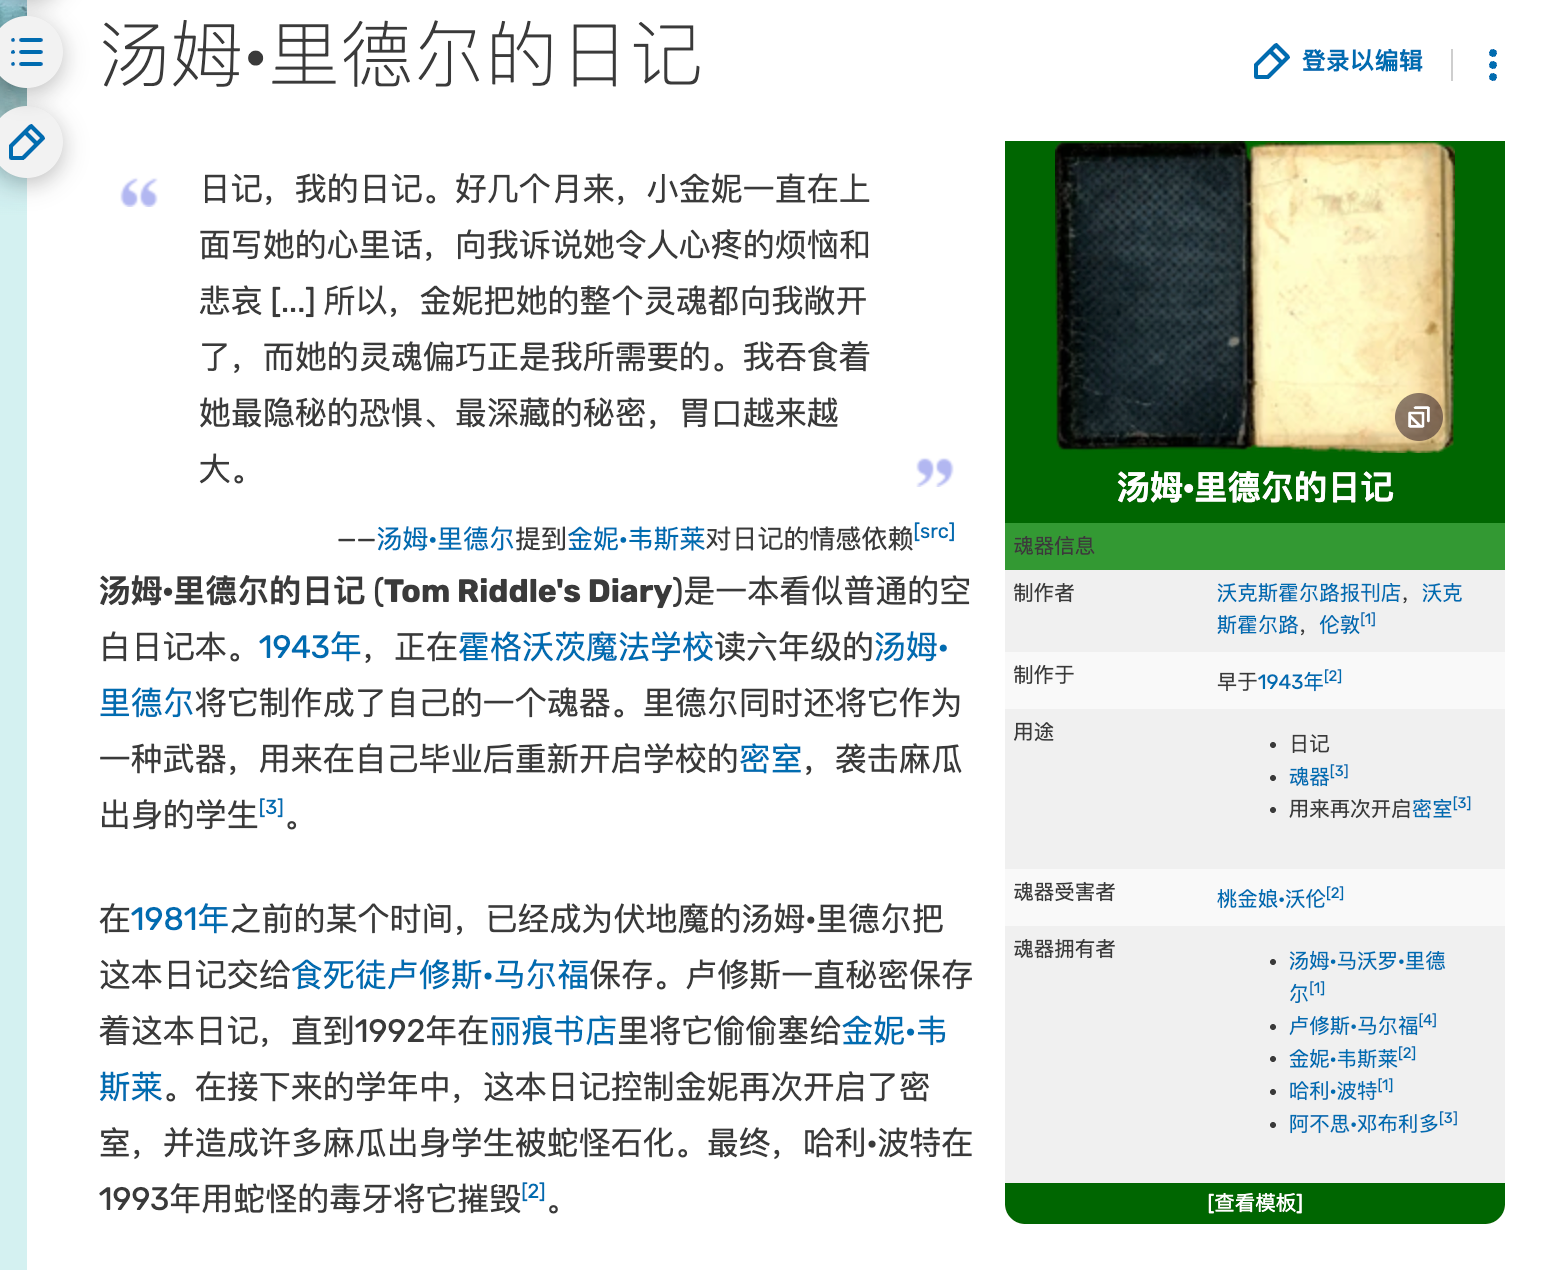 汤姆·里德尔的日记
登录以编辑
日记，我的日记。好几个月来，小金妮一直在上
面写她的心里话，向我诉说她令人心疼的烦恼和
悲哀 [...] 所以，金妮把她的整个灵魂都向我敞开
了，而她的灵魂偏巧正是我所需要的。我吞食着
她最隐秘的恐惧、最深藏的秘密，胃口越来越
大。
——汤姆·里德尔提到金妮·韦斯莱对日记的情感依赖[src]
汤姆·里德尔的日记 (Tom Riddle's Diary)是一本看似普通的空
白日记本。1943年，正在霍格沃茨魔法学校读六年级的汤姆·
里德尔将它制作成了自己的一个魂器。里德尔同时还将它作为
一种武器，用来在自己毕业后重新开启学校的密室，袭击麻瓜
出身的学生[3]。
在1981年之前的某个时间，已经成为伏地魔的汤姆·里德尔把
这本日记交给食死徒卢修斯·马尔福保存。卢修斯一直秘密保存
着这本日记，直到1992年在丽痕书店里将它偷偷塞给金妮·韦
斯莱。在接下来的学年中，这本日记控制金妮再次开启了密
室，并造成许多麻瓜出身学生被蛇怪石化。最终，哈利·波特在
1993年用蛇怪的毒牙将它摧毁[2]。
汤姆·里德尔的日记
魂器信息
制作者
沃克斯霍尔路报刊店，沃克
斯霍尔路，伦敦[1]
制作于
早于1943年[2]
用途
• 日记
• 魂器[3]
• 用来再次开启密室[3]
魂器受害者
桃金娘·沃伦[2]
魂器拥有者
• 汤姆·马沃罗·里德
尔[1]
• 卢修斯·马尔福[4]
• 金妮·韦斯莱[2]
• 哈利·波特[1]
• 阿不思·邓布利多[3]
[查看模板]